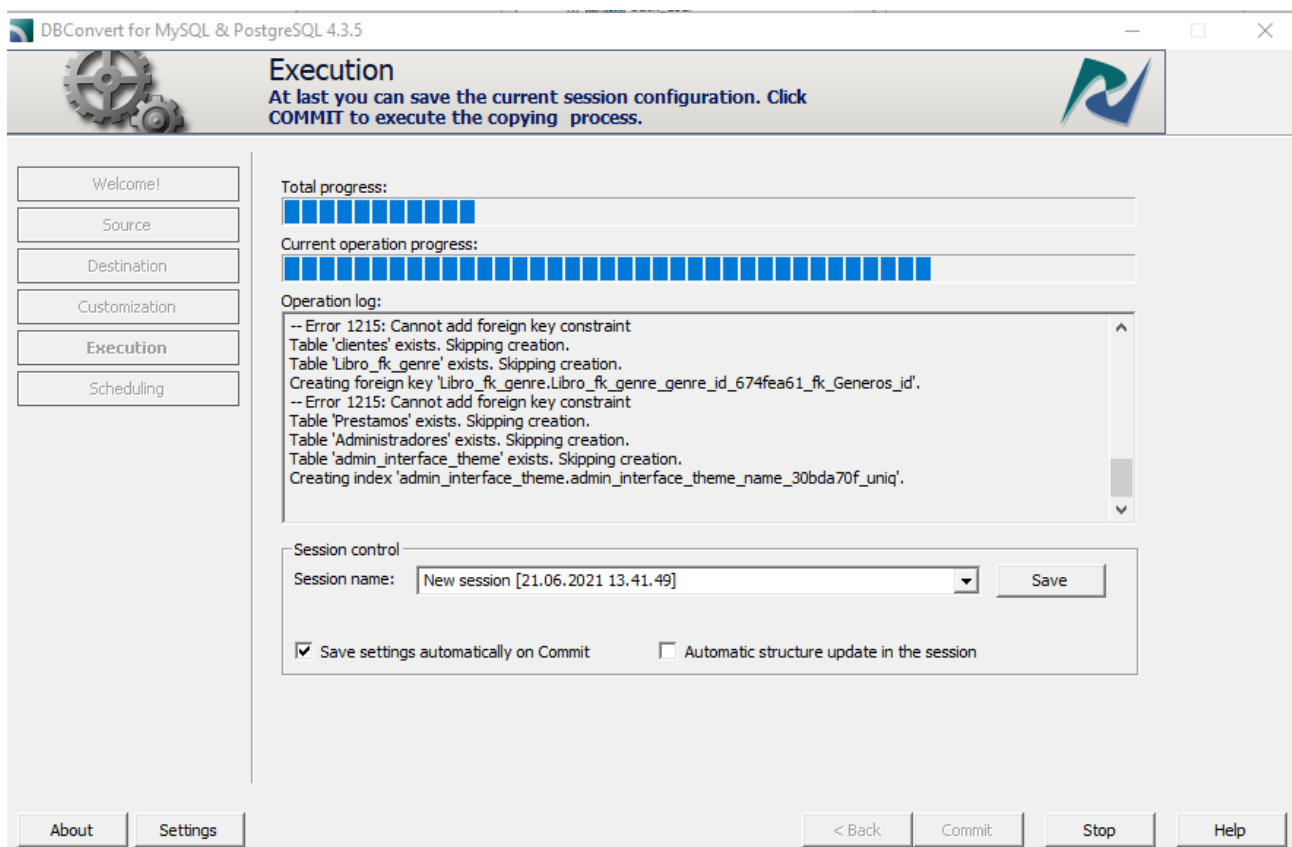 DBConvert for MySQL & PostgreSQL 4.3.5
Execution
At last you can save the current session configuration. Click
COMMIT to execute the copying process.
Welcome!
Source
Destination
Customization
Execution
Scheduling
Total progress:
Current operation progress:
Operation log:
-- Error 1215: Cannot add foreign key constraint
Table 'clientes' exists. Skipping creation.
Table 'Libro_fk_genre' exists. Skipping creation.
Creating foreign key 'Libro_fk_genre.Libro_fk_genre_genre_id_674fea61_fk_Generos_id'.
-- Error 1215: Cannot add foreign key constraint
Table 'Prestamos' exists. Skipping creation.
Table 'Administradores' exists. Skipping creation.
Table 'admin_interface_theme' exists. Skipping creation.
Creating index 'admin_interface_theme.admin_interface_theme_name_30bda70f_uniq'.
Session control
Session name:
New session [21.06.2021 13.41.49]
Save
Save settings automatically on Commit
Automatic structure update in the session
About
Settings
< Back
Commit
Stop
Help